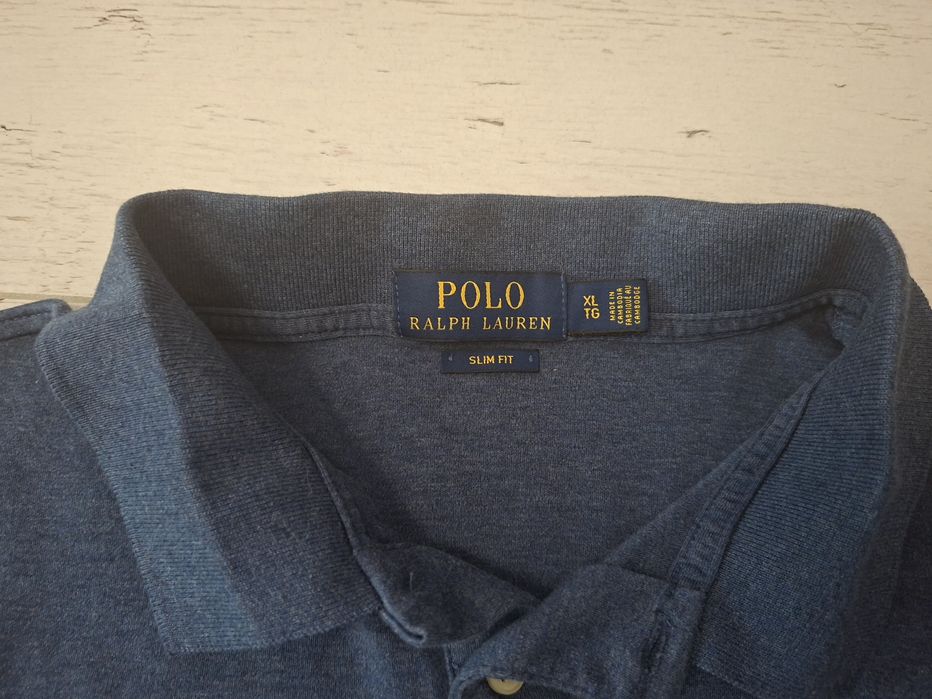 POLO
RALPH LAUREN
XL
TG
MADE IN
CAMBODIA
FABRIQUÉ AU
CAMBODGE
SLIM FIT